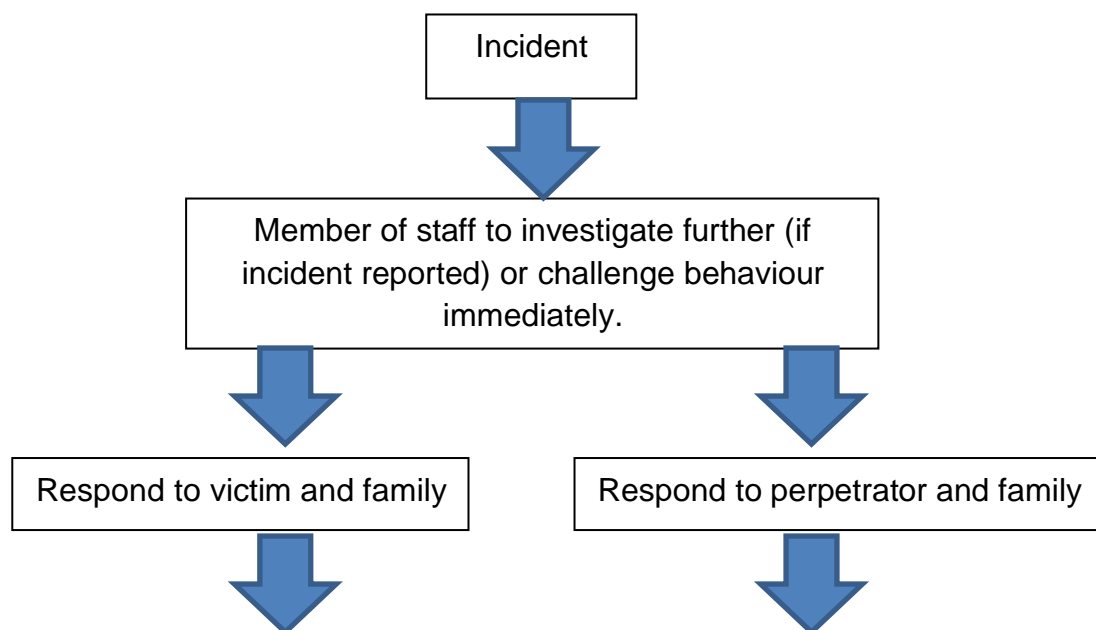 Incident
Member of staff to investigate further (if
incident reported) or challenge behaviour
immediately.
Respond to victim and family
Respond to perpetrator and family